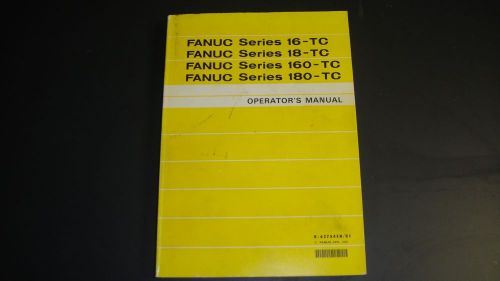 FANUC Series 16-TC
FANUC Series 18-TC
FANUC Series 160-TC
FANUC Series 180-TC
OPERATOR'S MANUAL